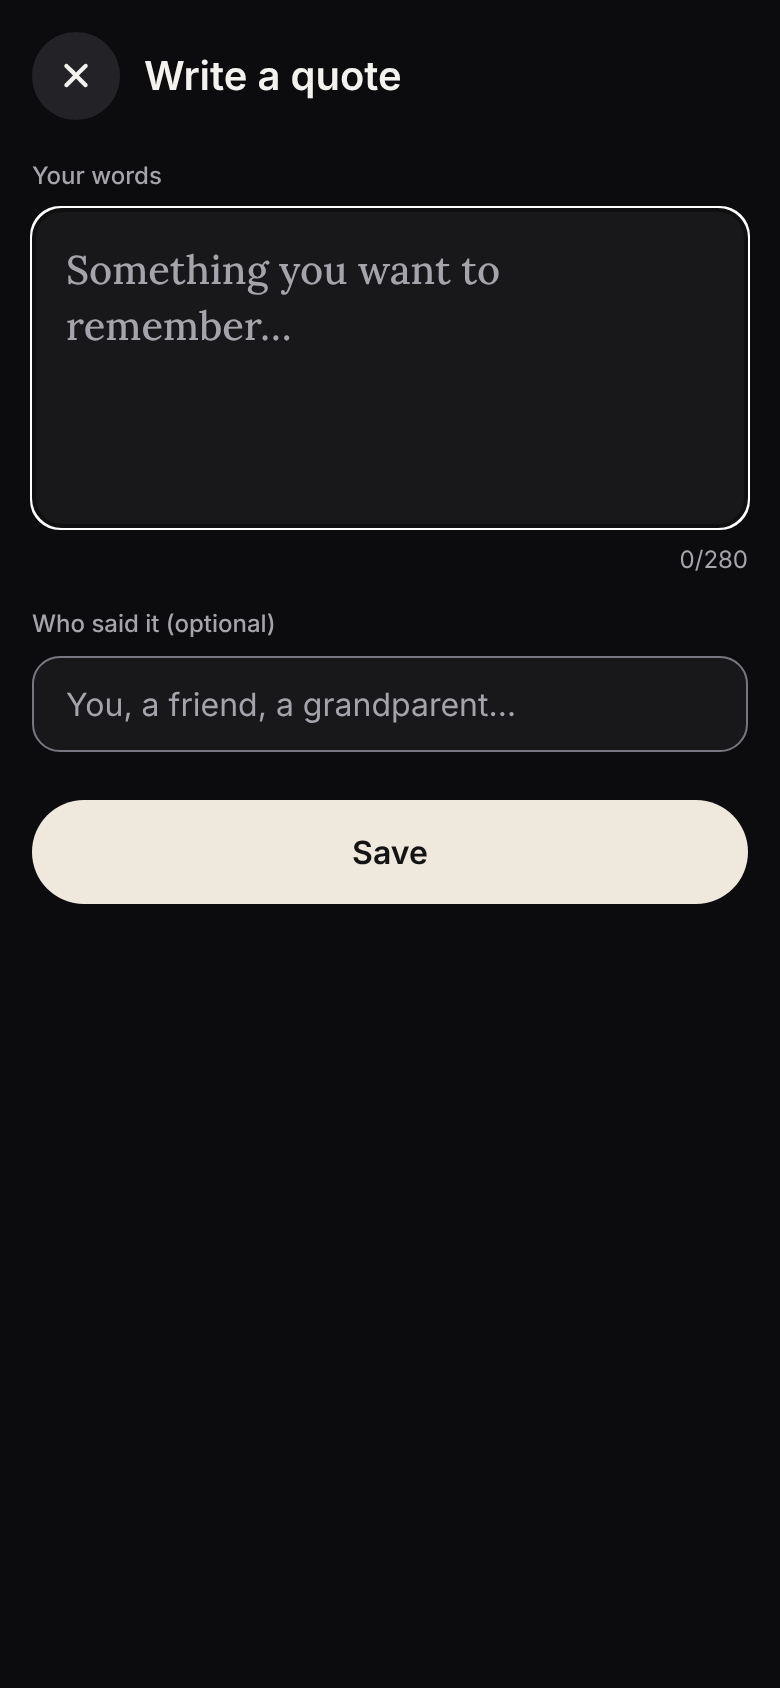 Write a quote
Your words
Something you want to
remember...
0/280
Who said it (optional)
You, a friend, a grandparent...
Save